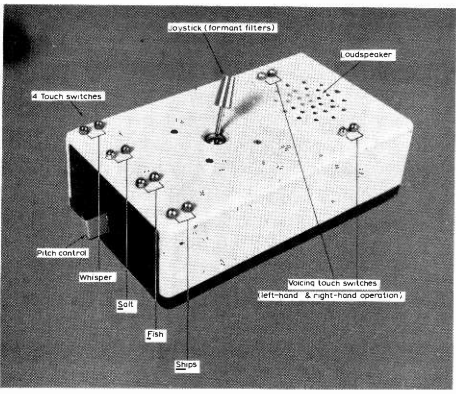 Joystick (formant filters)
Loudspeaker
4 Touch switches
Pitch control
Whisper
Voicing touch switches
(left-hand & right-hand operation)
Salt
Fish
Ships